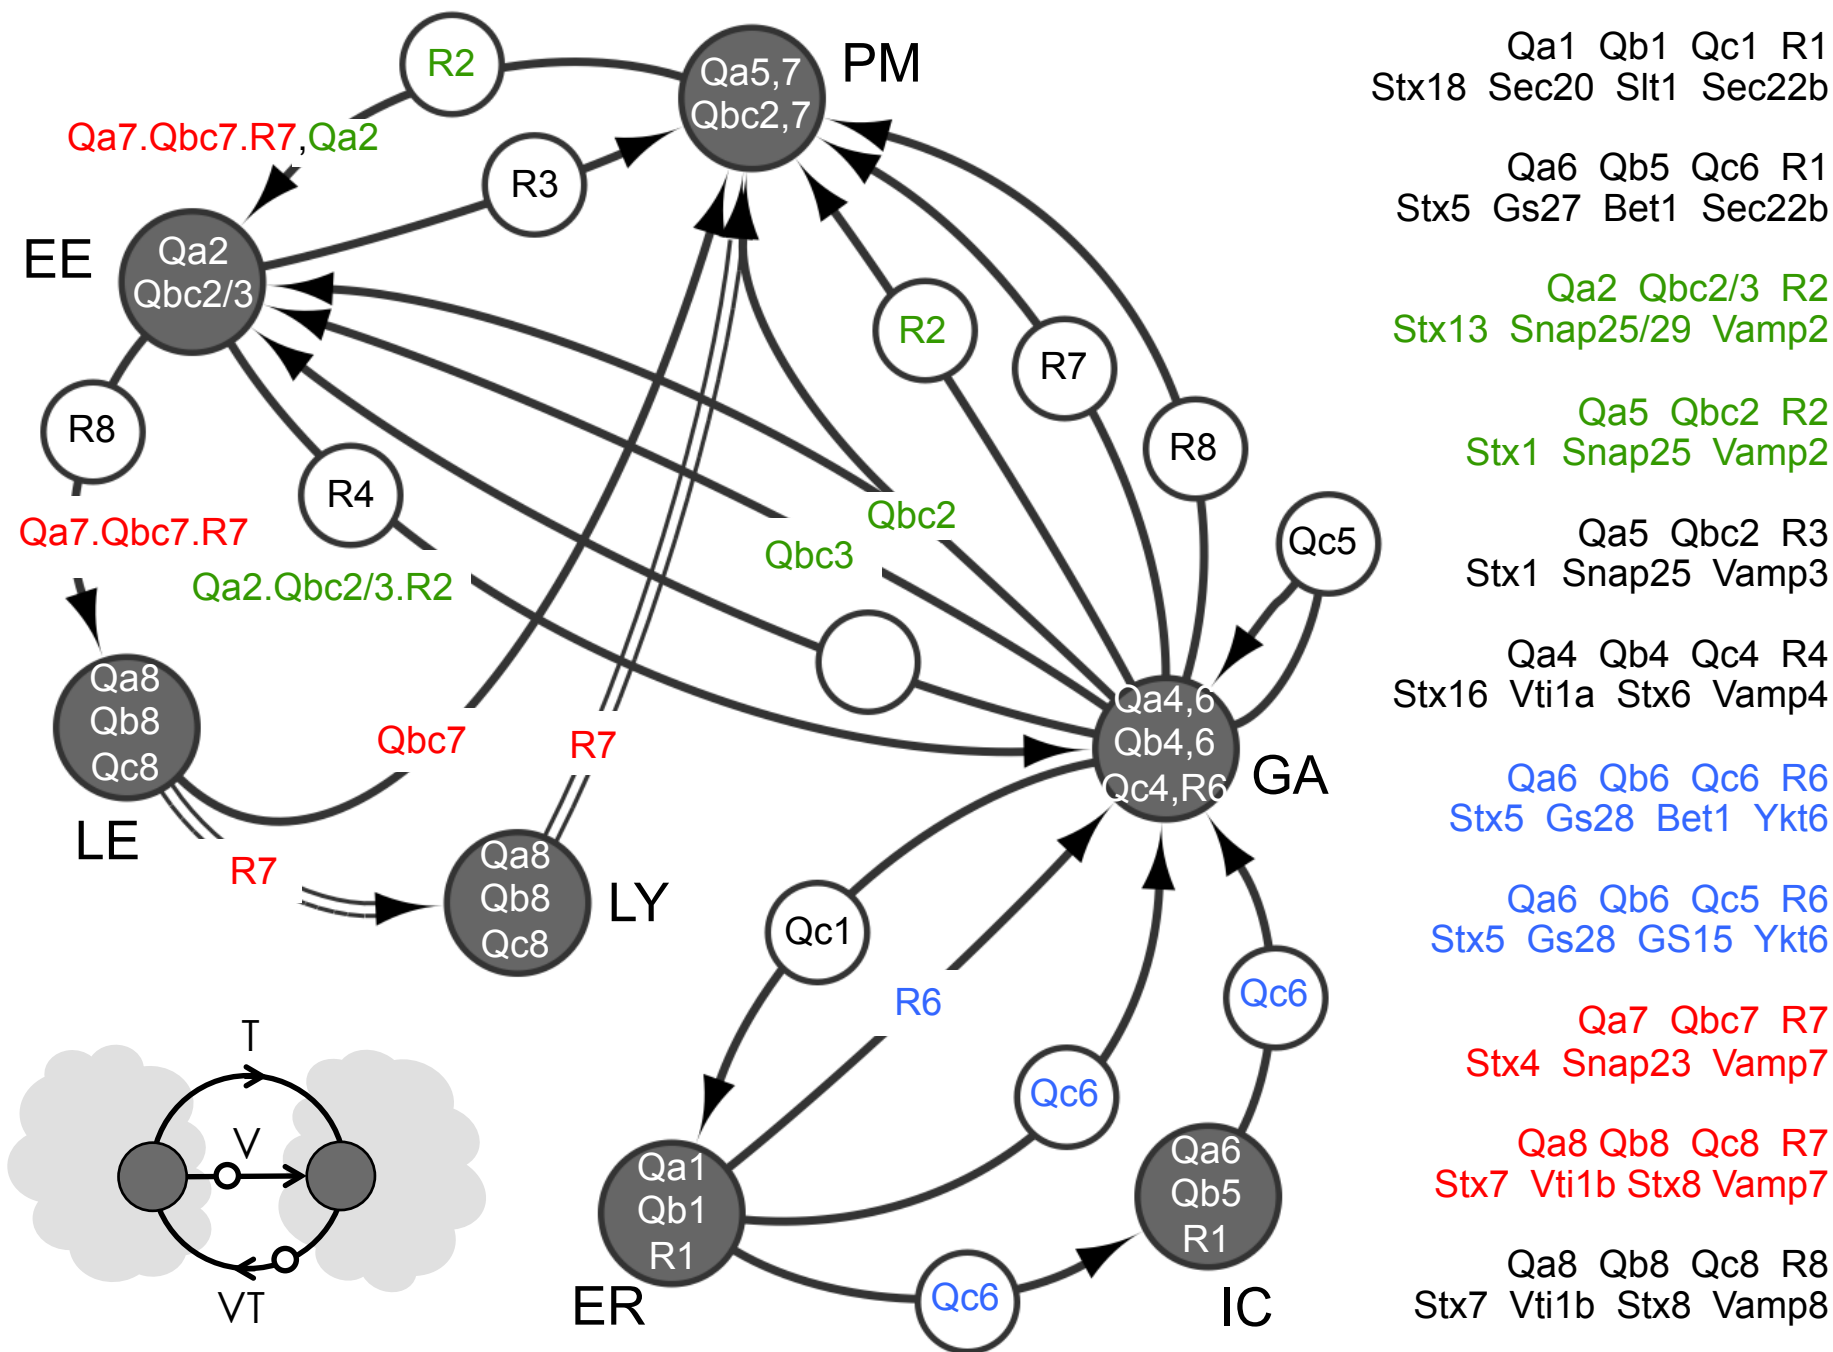 R2
PM
Qa5,7
Qbc2,7
Qa7.Qbc7.R7,Qa2
R3
EE
Qa2
Qbc2/3
R2
R7
R8
R8
R4
Qc5
Qbc2
Qbc3
Qa7.Qbc7.R7
Qa2.Qbc2/3.R2
Qa8
Qb8
Qc8
LE
Qbc7
R7
Qa4,6
Qb4,6
Qc4,R6
GA
R7
Qa8
Qb8
Qc8
LY
Qc1
R6
Qc6
Qc6
Qa1
Qb1
R1
ER
Qc6
Qa6
Qb5
R1
IC
T
V
VT
Qa1 Qb1 Qc1 R1
Stx18 Sec20 Slt1 Sec22b
Qa6 Qb5 Qc6 R1
Stx5 Gs27 Bet1 Sec22b
Qa2 Qbc2/3 R2
Stx13 Snap25/29 Vamp2
Qa5 Qbc2 R2
Stx1 Snap25 Vamp2
Qa5 Qbc2 R3
Stx1 Snap25 Vamp3
Qa4 Qb4 Qc4 R4
Stx16 Vti1a Stx6 Vamp4
Qa6 Qb6 Qc6 R6
Stx5 Gs28 Bet1 Ykt6
Qa6 Qb6 Qc5 R6
Stx5 Gs28 GS15 Ykt6
Qa7 Qbc7 R7
Stx4 Snap23 Vamp7
Qa8 Qb8 Qc8 R7
Stx7 Vti1b Stx8 Vamp7
Qa8 Qb8 Qc8 R8
Stx7 Vti1b Stx8 Vamp8